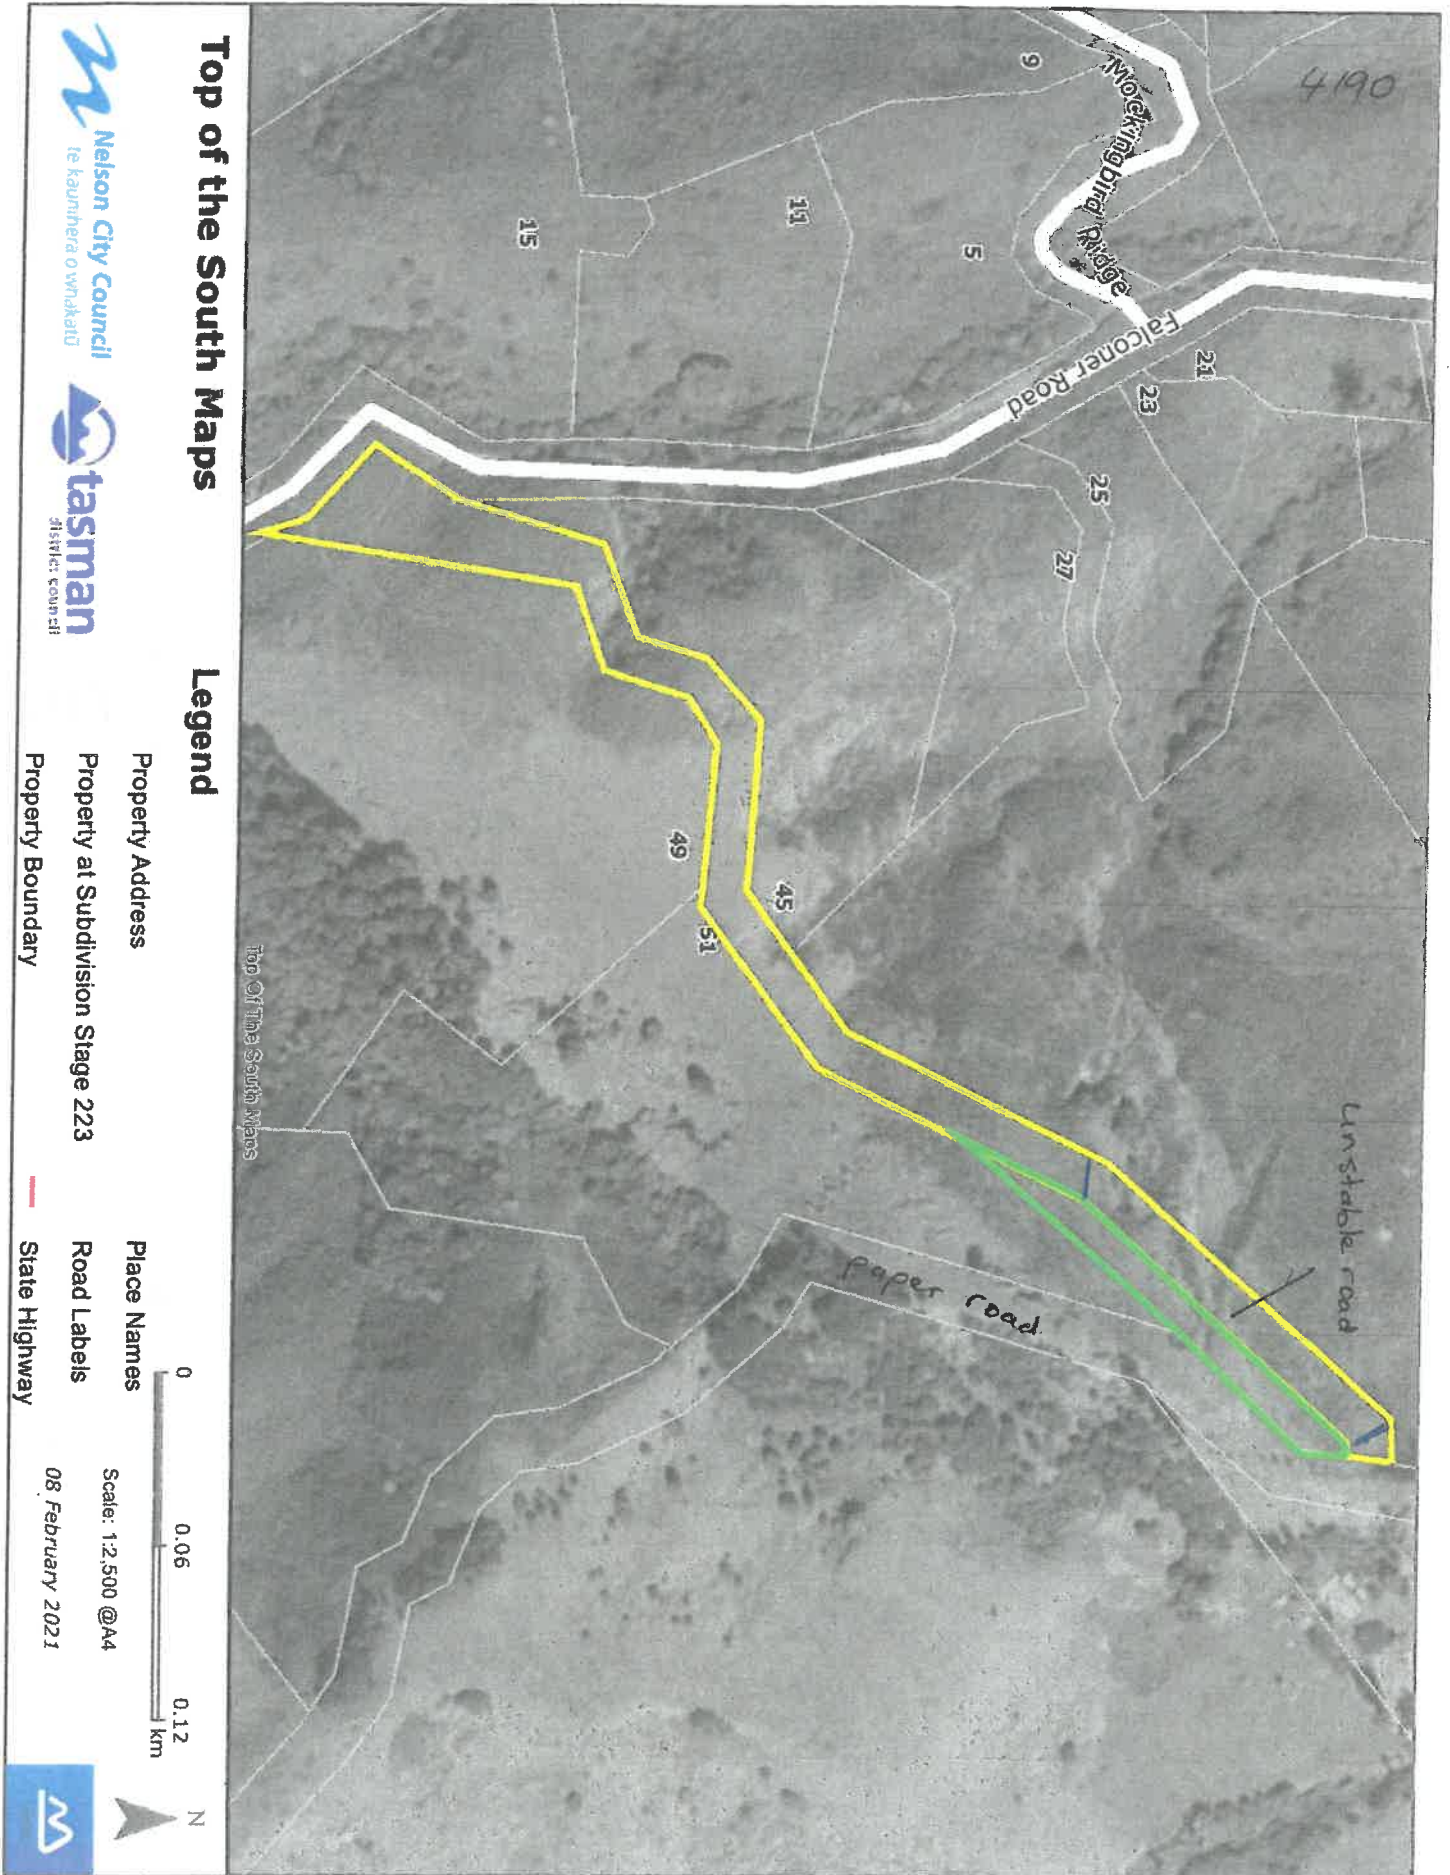 4190
Mockingbird Ridge
9
5
11
15
Falconer Road
21
23
25
27
49
45
51
Unstable road
paper road
Top Of The South Maps
Top of the South Maps
Nelson City Council
te kaunihera o whakatū
tasman
district council
Legend
Property Address
Property at Subdivision Stage 223
Property Boundary
Place Names
Road Labels
State Highway
0
0.06
0.12
km
Scale: 1:2,500 @A4
08 February 2021
N